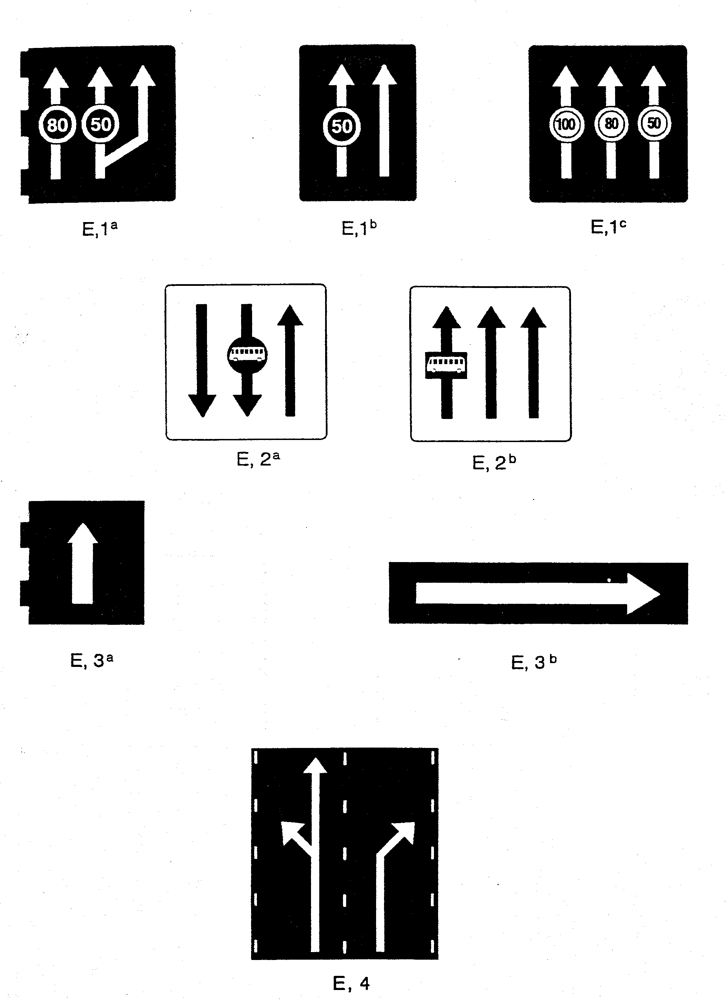 80 50
50
100 80 50
E,1ª E,1ᵇ E,1ᶜ
E, 2ª E, 2ᵇ
E, 3ª E, 3ᵇ
E, 4